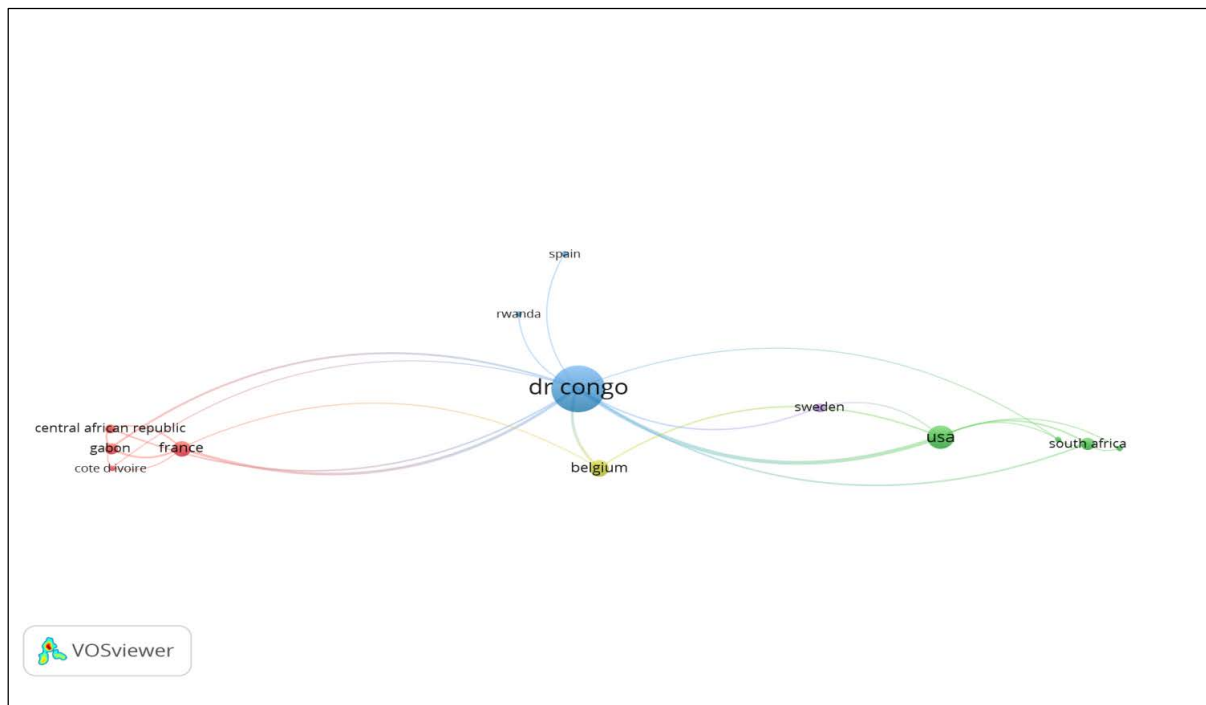 spain
rwanda
dr congo
sweden
central african republic
usa
gabon
france
south africa
cote d'ivoire
belgium
VOSviewer